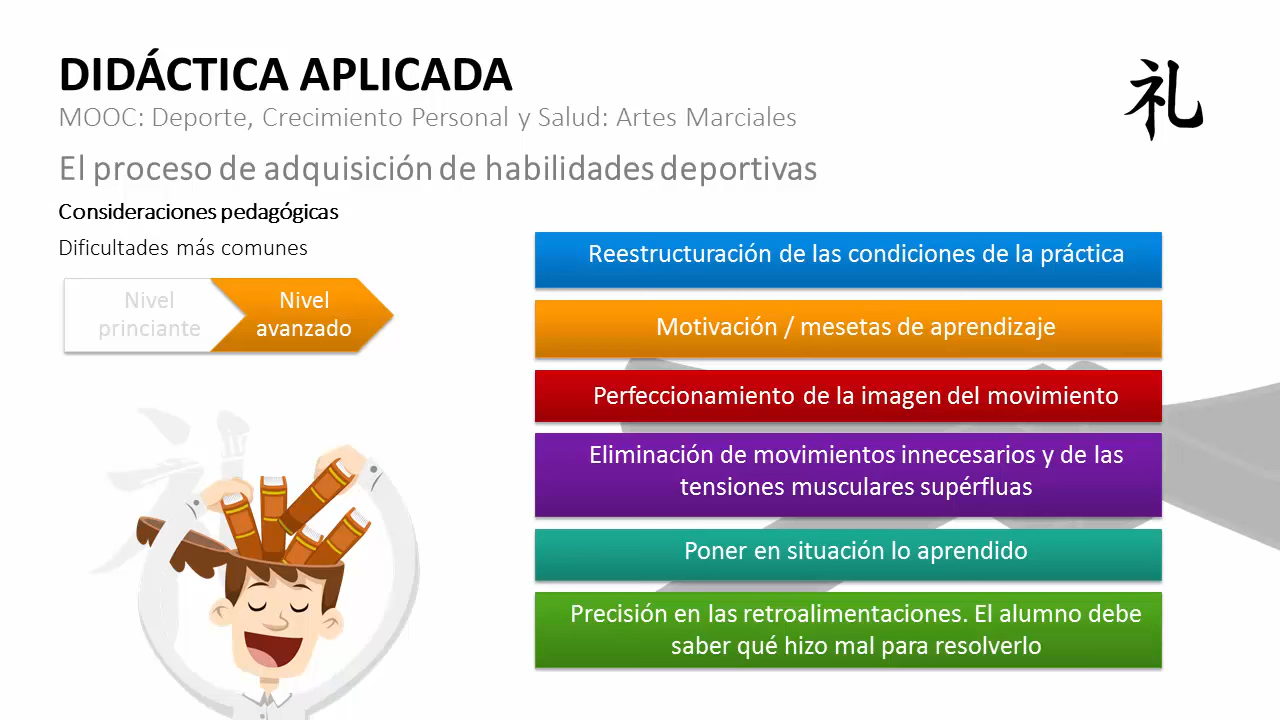 DIDÁCTICA APLICADA
礼
MOOC: Deporte, Crecimiento Personal y Salud: Artes Marciales
El proceso de adquisición de habilidades deportivas
Consideraciones pedagógicas
Dificultades más comunes
Nivel
princiante
Nivel
avanzado
Reestructuración de las condiciones de la práctica
Motivación / mesetas de aprendizaje
Perfeccionamiento de la imagen del movimiento
Eliminación de movimientos innecesarios y de las
tensiones musculares supérfluas
Poner en situación lo aprendido
Precisión en las retroalimentaciones. El alumno debe
saber qué hizo mal para resolverlo
礼